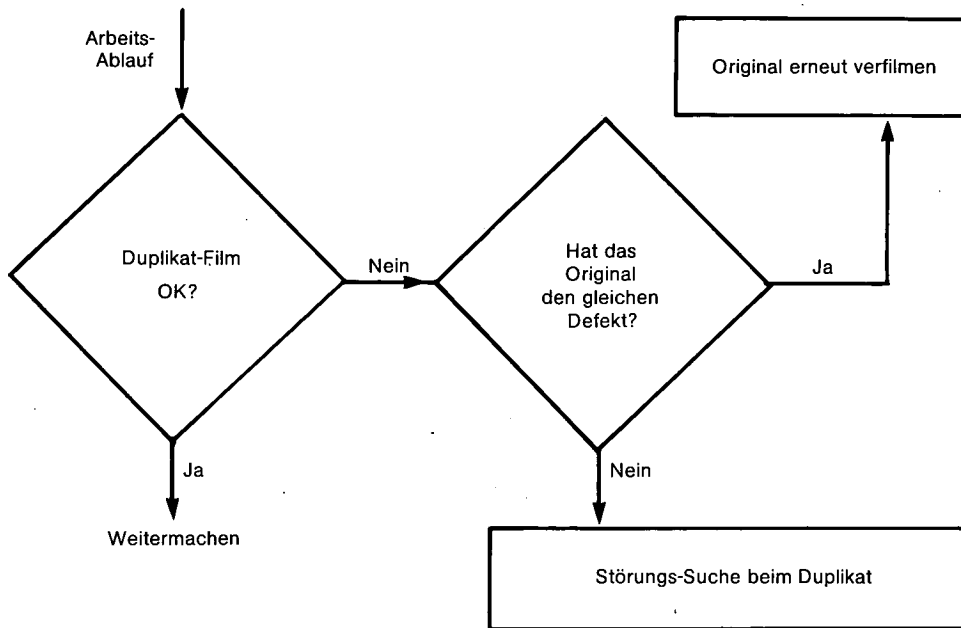 Arbeits-
Ablauf
Original erneut verfilmen
Duplikat-Film
OK?
Nein
Hat das
Original
den gleichen
Defekt?
Ja
Ja
Nein
Weitermachen
Störungs-Suche beim Duplikat